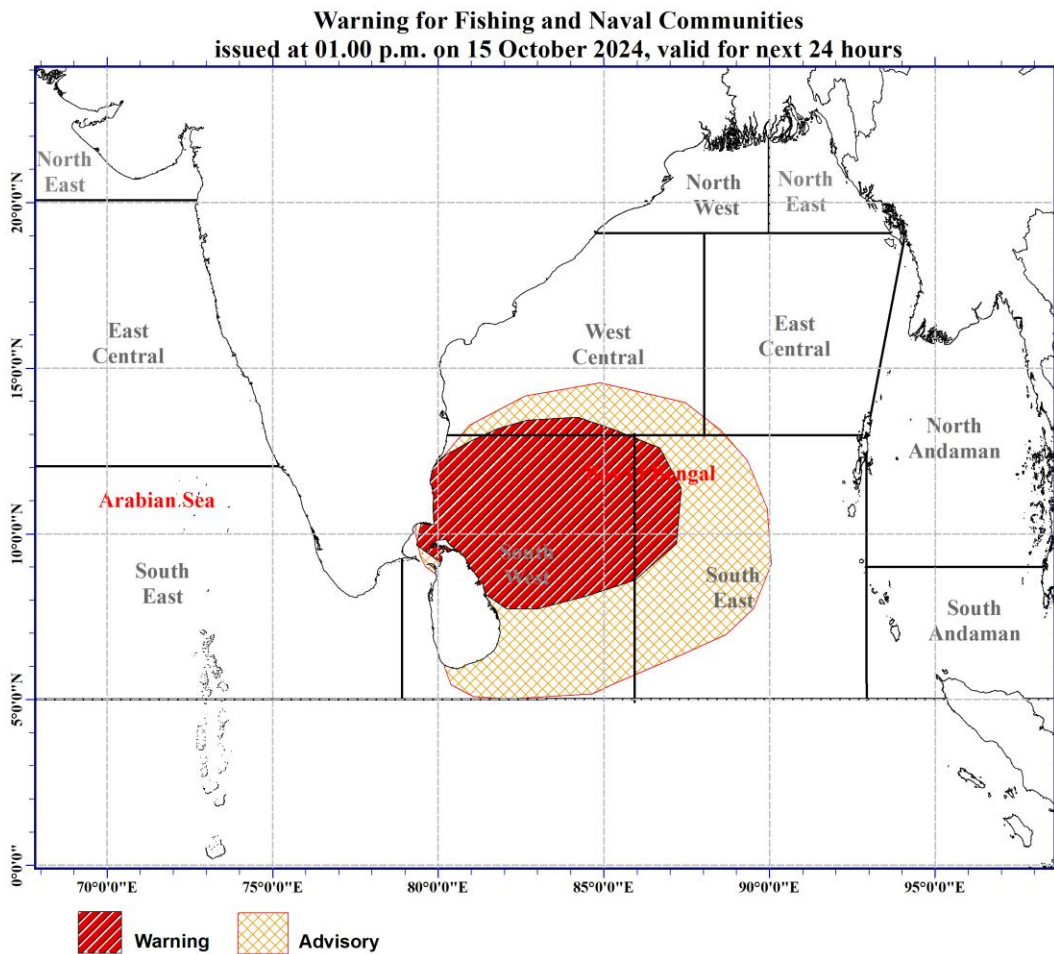 Warning for Fishing and Naval Communities
issued at 01.00 p.m. on 15 October 2024, valid for next 24 hours
North
East
North
West
North
East
East
Central
West
Central
East
Central
North
Andaman
Arabian Sea
Bengal
South
East
South
West
South
East
South
Andaman
20°0'0"N
15°0'0"N
10°0'0"N
5°0'0"N
0°0'0"
70°0'0"E
75°0'0"E
80°0'0"E
85°0'0"E
90°0'0"E
95°0'0"E
Warning
Advisory